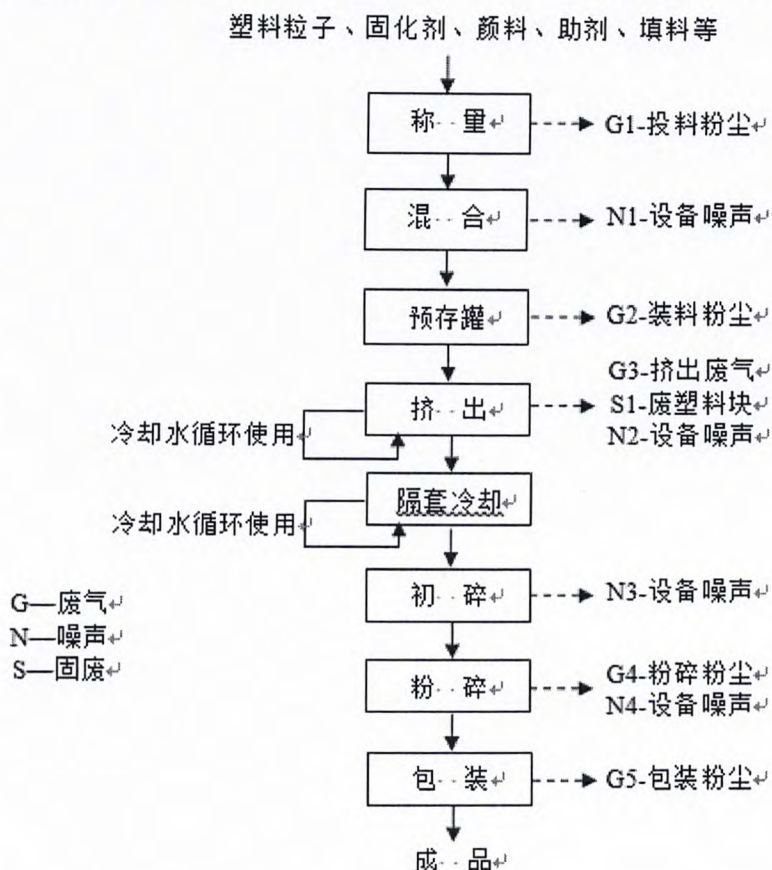 塑料粒子、固化剂、颜料、助剂、填料等
称 量
G1-投料粉尘
混 合
N1-设备噪声
预存罐
G2-装料粉尘
G3-挤出废气
挤 出
S1-废塑料块
N2-设备噪声
冷却水循环使用
隔套冷却
冷却水循环使用
初 碎
N3-设备噪声
G—废气
N—噪声
S—固废
粉 碎
G4-粉碎粉尘
N4-设备噪声
包 装
G5-包装粉尘
成 品